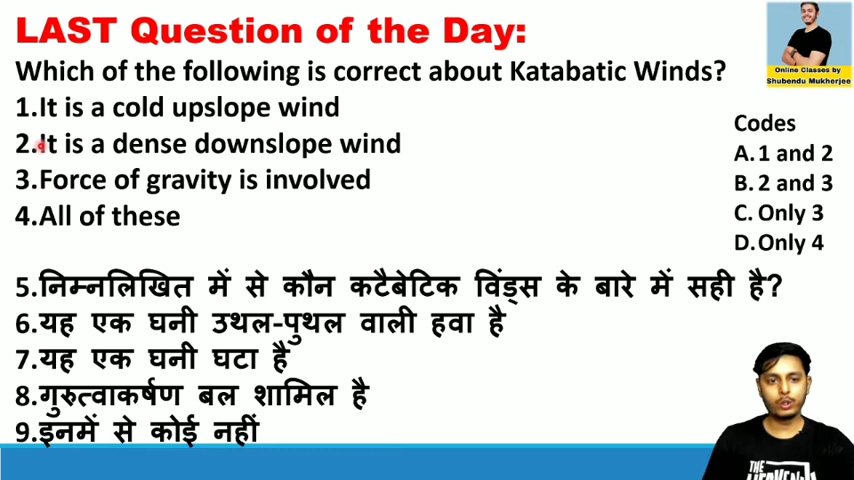 LAST Question of the Day:
Online Classes by
Shubendu Mukherjee
Which of the following is correct about Katabatic Winds?
1.It is a cold upslope wind
2.It is a dense downslope wind
3.Force of gravity is involved
4.All of these
Codes
A. 1 and 2
B. 2 and 3
C. Only 3
D. Only 4
5.निम्नलिखित में से कौन कटैबेटिक विंड्स के बारे में सही है?
6.यह एक घनी उथल-पुथल वाली हवा है
7.यह एक घनी घटा है
8.गुरुत्वाकर्षण बल शामिल है
9.इनमें से कोई नहीं
THE